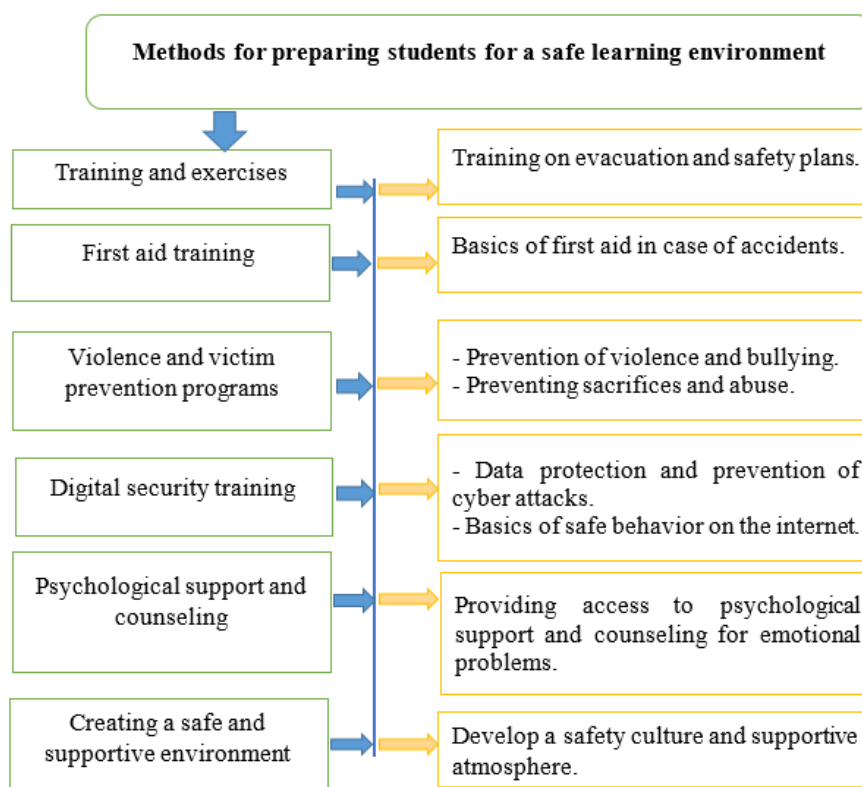 Methods for preparing students for a safe learning environment
Training and exercises
Training on evacuation and safety plans.
First aid training
Basics of first aid in case of accidents.
Violence and victim
prevention programs
- Prevention of violence and bullying.
- Preventing sacrifices and abuse.
Digital security training
- Data protection and prevention of
cyber attacks.
- Basics of safe behavior on the internet.
Psychological support and
counseling
Providing access to psychological
support and counseling for emotional
problems.
Creating a safe and
supportive environment
Develop a safety culture and supportive
atmosphere.